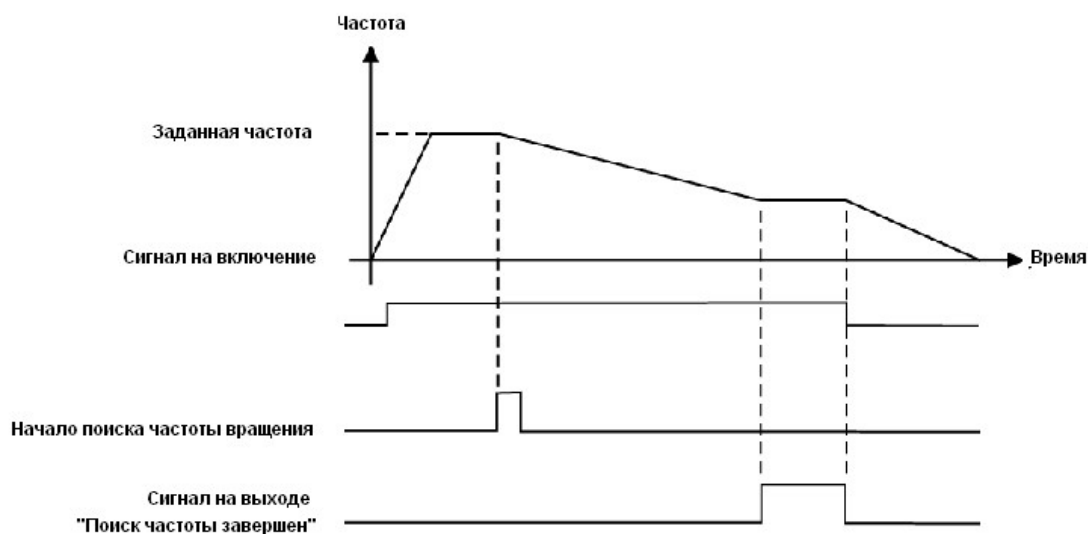 Частота
Заданная частота
Сигнал на включение
Время
Начало поиска частоты вращения
Сигнал на выходе
"Поиск частоты завершен"